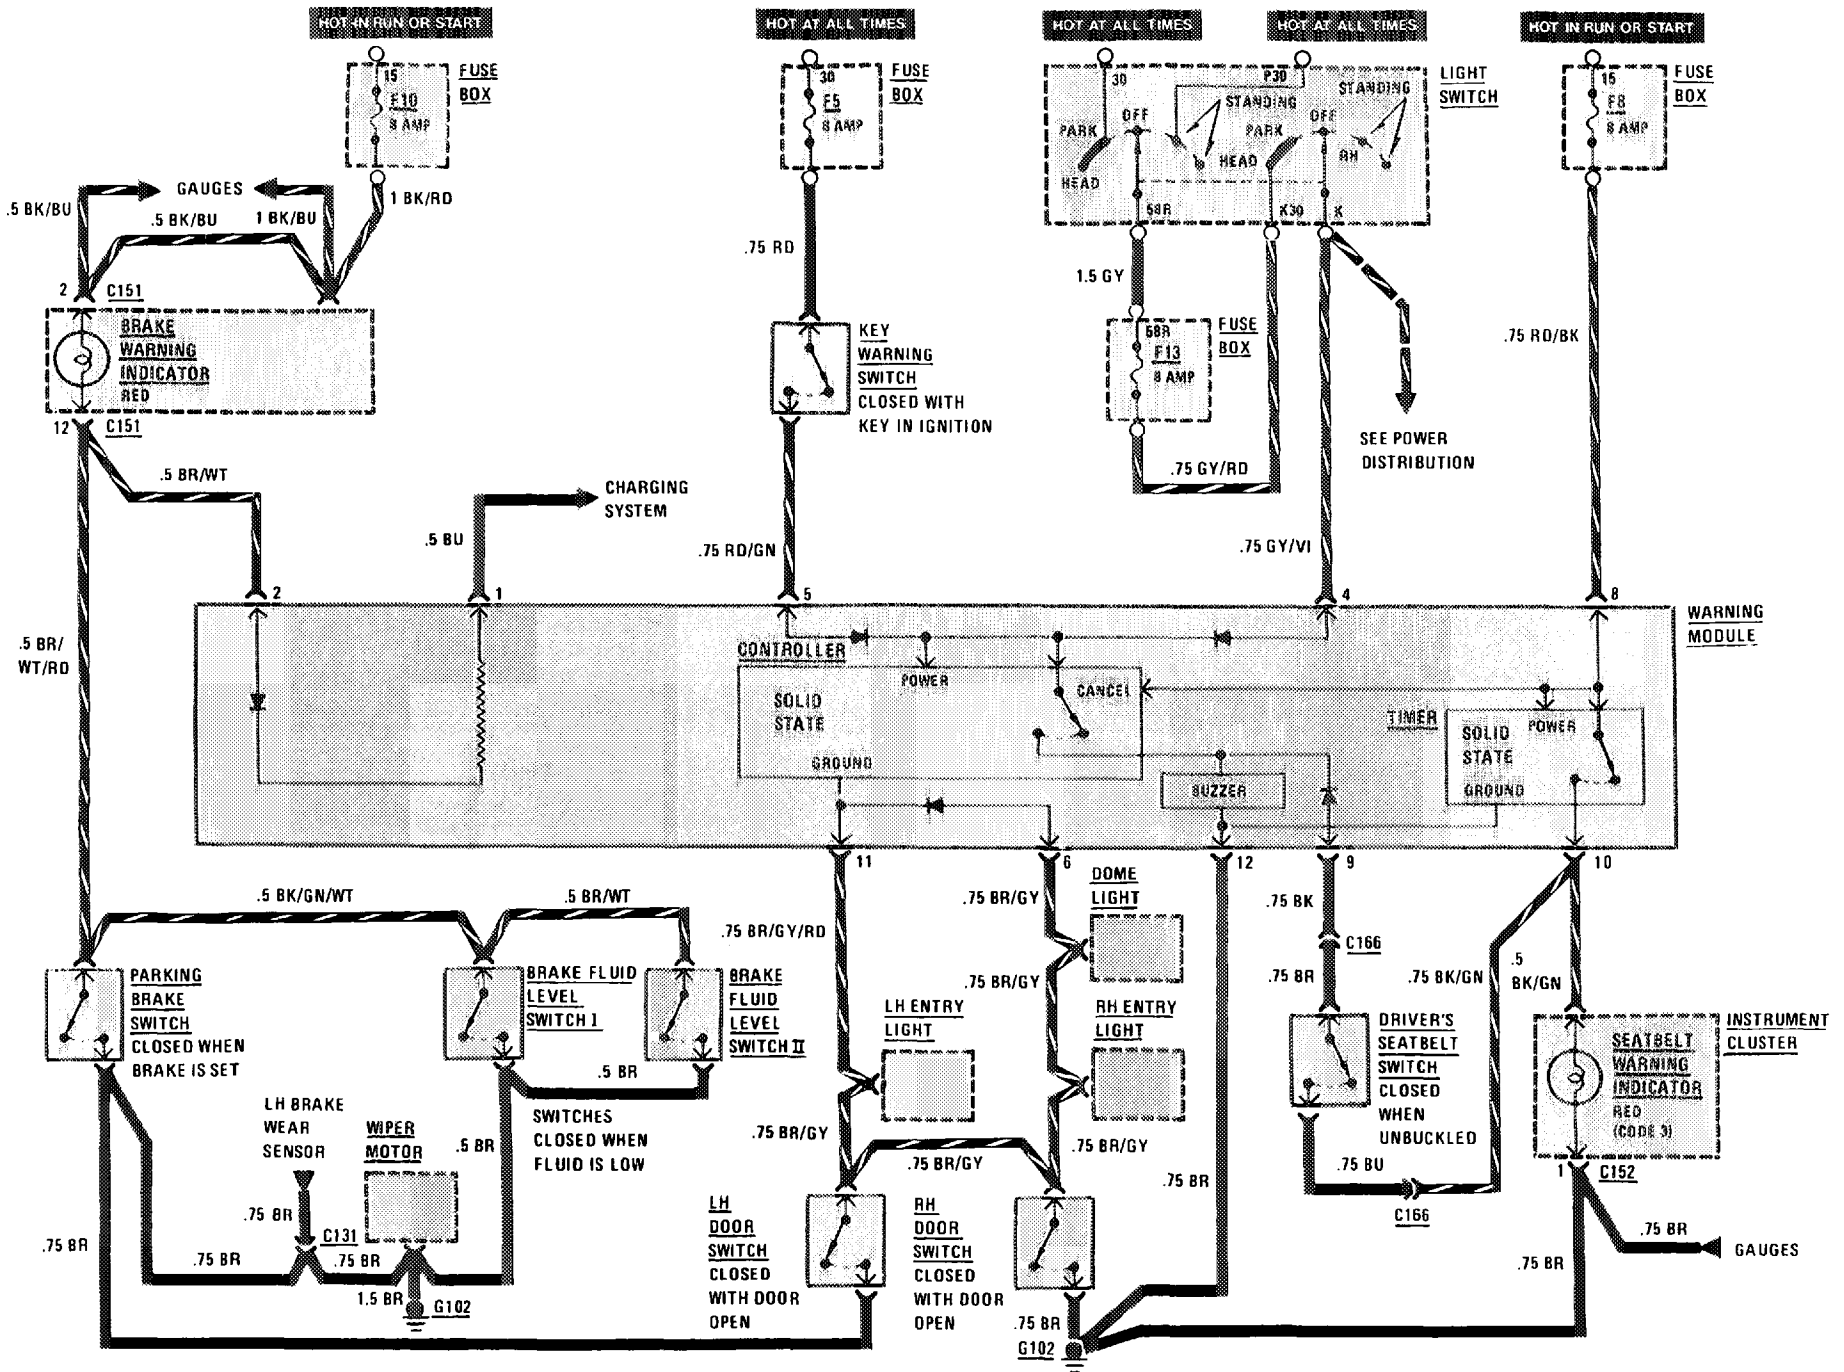 HOT IN RUN OR START
HOT AT ALL TIMES
HOT AT ALL TIMES
HOT AT ALL TIMES
HOT IN RUN OR START
15
F10
8 AMP
FUSE
BOX
30
F5
8 AMP
FUSE
BOX
30
P30
STANDING
STANDING
OFF
OFF
PARK
PARK
HEAD
HEAD
RH
58R
K30
K
LIGHT
SWITCH
15
F8
8 AMP
FUSE
BOX
.5 BK/BU
GAUGES
1 BK/RD
.5 BK/BU
1 BK/BU
2
C151
BRAKE
WARNING
INDICATOR
RED
12
C151
.75 RD
KEY
WARNING
SWITCH
CLOSED WITH
KEY IN IGNITION
1.5 GY
58R
F13
8 AMP
FUSE
BOX
.75 GY/RD
SEE POWER
DISTRIBUTION
.75 RD/BK
.5 BR/WT
CHARGING
SYSTEM
.5 BU
.75 RD/GN
.75 GY/VI
2
1
5
4
8
WARNING
MODULE
.5 BR/
WT/RD
CONTROLLER
POWER
SOLID
STATE
CANCEL
GROUND
BUZZER
TIMER
POWER
SOLID
STATE
GROUND
11
6
12
9
10
.5 BK/GN/WT
.5 BR/WT
.75 BR/GY/RD
.75 BR/GY
DOME
LIGHT
.75 BR/GY
.75 BK
C166
.75 BR
.75 BK/GN
.5
BK/GN
PARKING
BRAKE
SWITCH
CLOSED WHEN
BRAKE IS SET
BRAKE FLUID
LEVEL
SWITCH I
BRAKE
FLUID
LEVEL
SWITCH II
LH ENTRY
LIGHT
RH ENTRY
LIGHT
DRIVER'S
SEATBELT
SWITCH
CLOSED
WHEN
UNBUCKLED
SEATBELT
WARNING
INDICATOR
RED
(CODE 3)
INSTRUMENT
CLUSTER
.5 BR
LH BRAKE
WEAR
SENSOR
WIPER
MOTOR
.5 BR
SWITCHES
CLOSED WHEN
FLUID IS LOW
.75 BR/GY
.75 BR/GY
.75 BR/GY
.75 BR
.75 BU
C166
1
C152
.75 BR
C131
.75 BR
.75 BR
.75 BR
1.5 BR
G102
LH
DOOR
SWITCH
CLOSED
WITH DOOR
OPEN
RH
DOOR
SWITCH
CLOSED
WITH DOOR
OPEN
.75 BR
G102
.75 BR
.75 BR
GAUGES